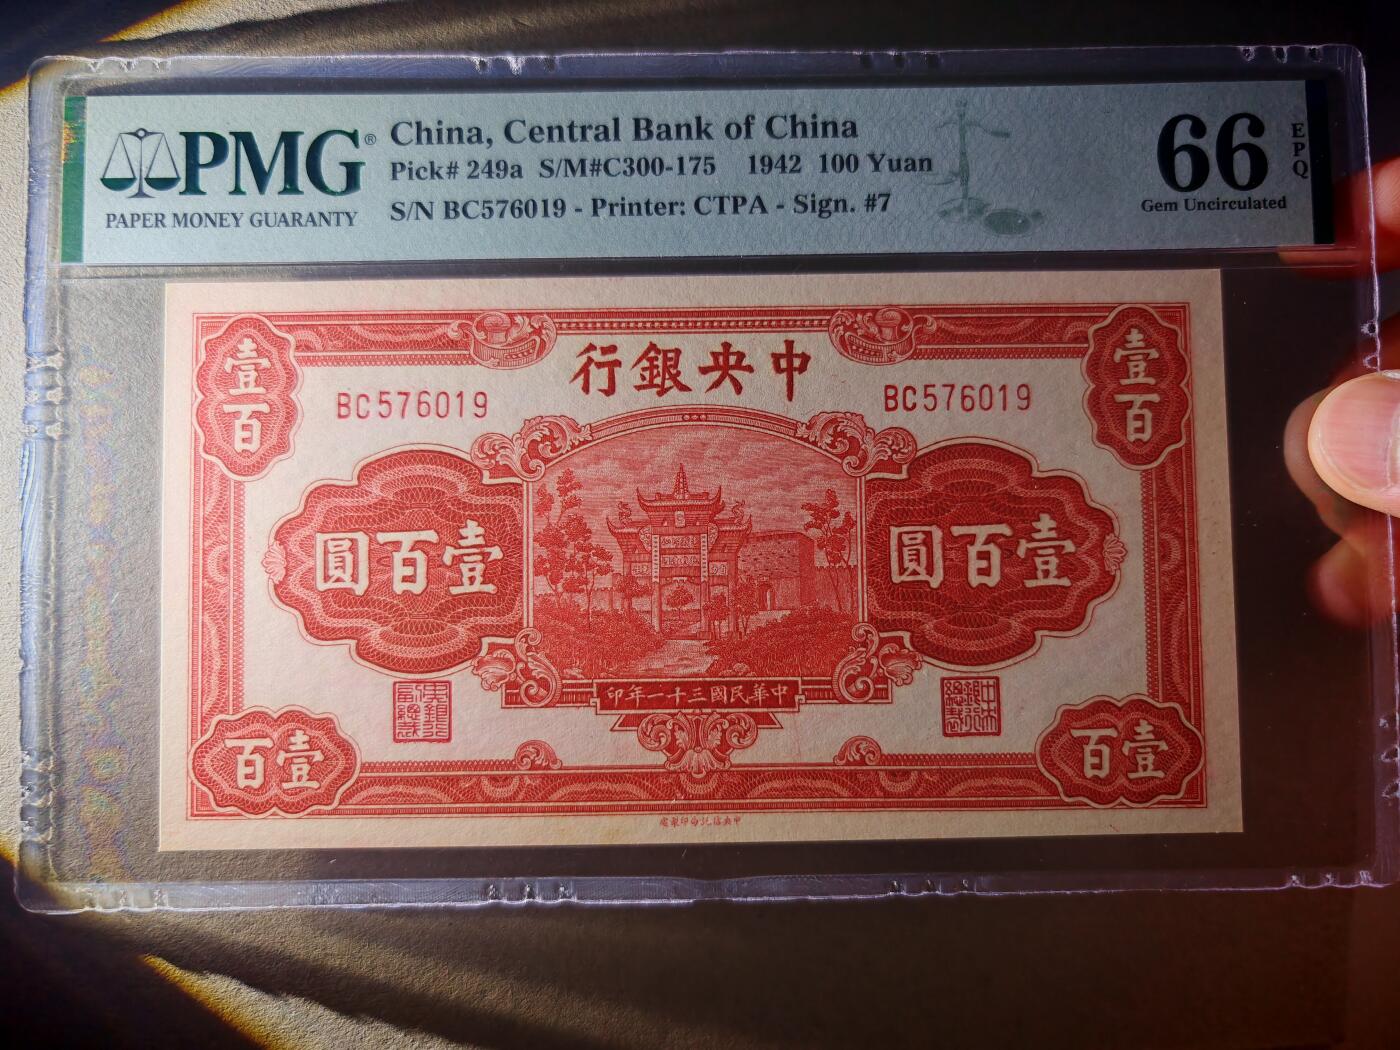 PMG®
PAPER MONEY GUARANTY
China, Central Bank of China
Pick# 249a S/M#C300-175 1942 100 Yuan
S/N BC576019 - Printer: CTPA - Sign. #7
66
EPQ
Gem Uncirculated
行銀央中
壹百
壹百
BC576019
BC576019
圓百壹
圓百壹
印年一十三國民華中
百壹
百壹